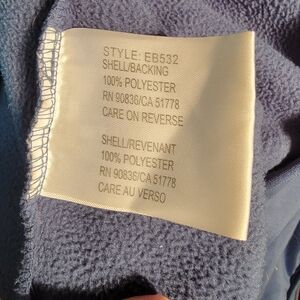 STYLE: EB532
SHELL/BACKING
100% POLYESTER
RN 90836/CA 51778
CARE ON REVERSE
SHELL/REVENANT
100% POLYESTER
RN 90836/CA 51778
CARE AU VERSO